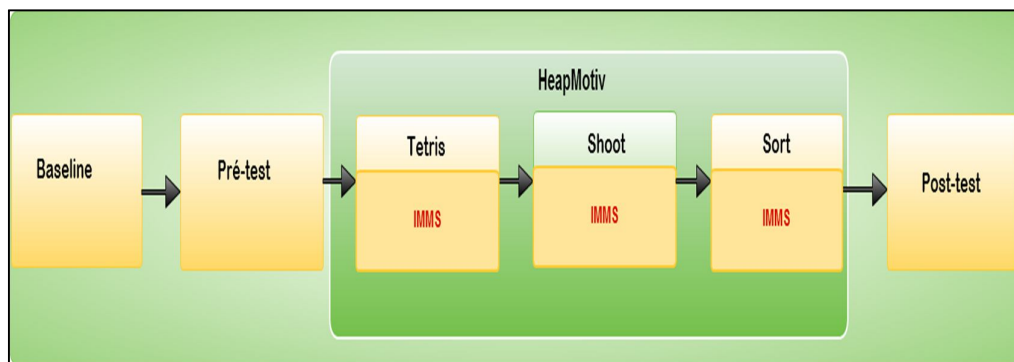 HeapMotiv
Baseline
Pré-test
Tetris
IMMS
Shoot
IMMS
Sort
IMMS
Post-test